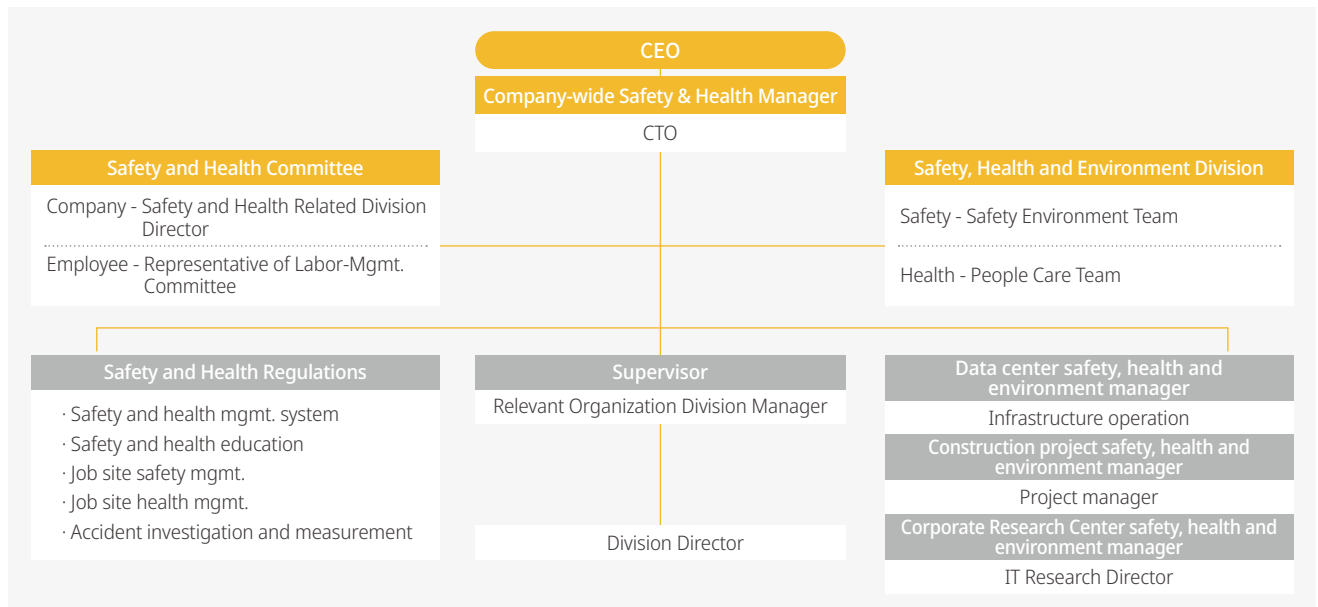 CEO
Company-wide Safety & Health Manager
CTO
Safety and Health Committee
Company - Safety and Health Related Division
Director
Employee - Representative of Labor-Mgmt.
Committee
Safety, Health and Environment Division
Safety - Safety Environment Team
Health - People Care Team
Safety and Health Regulations
· Safety and health mgmt. system
· Safety and health education
· Job site safety mgmt.
· Job site health mgmt.
· Accident investigation and measurement
Supervisor
Relevant Organization Division Manager
Division Director
Data center safety, health and
environment manager
Infrastructure operation
Construction project safety, health and
environment manager
Project manager
Corporate Research Center safety, health and
environment manager
IT Research Director